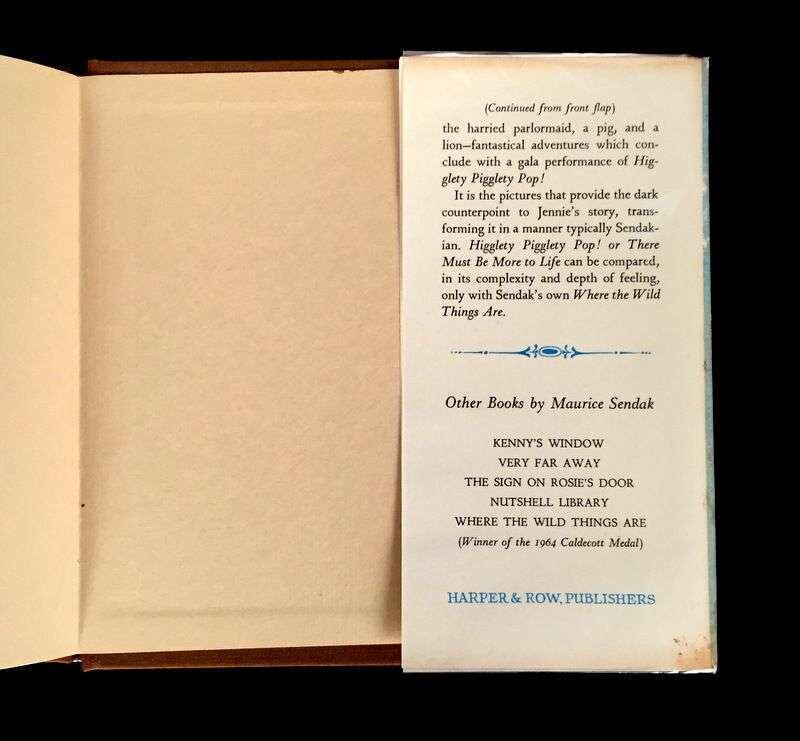 (Continued from front flap)
the harried parlormaid, a pig, and a
lion—fantastical adventures which con-
clude with a gala performance of Hig-
glety Pigglety Pop!
It is the pictures that provide the dark
counterpoint to Jennie's story, trans-
forming it in a manner typically Sendak-
ian. Higglety Pigglety Pop! or There
Must Be More to Life can be compared,
in its complexity and depth of feeling,
only with Sendak's own Where the Wild
Things Are.
Other Books by Maurice Sendak
KENNY'S WINDOW
VERY FAR AWAY
THE SIGN ON ROSIE'S DOOR
NUTSHELL LIBRARY
WHERE THE WILD THINGS ARE
(Winner of the 1964 Caldecott Medal)
HARPER & ROW, PUBLISHERS